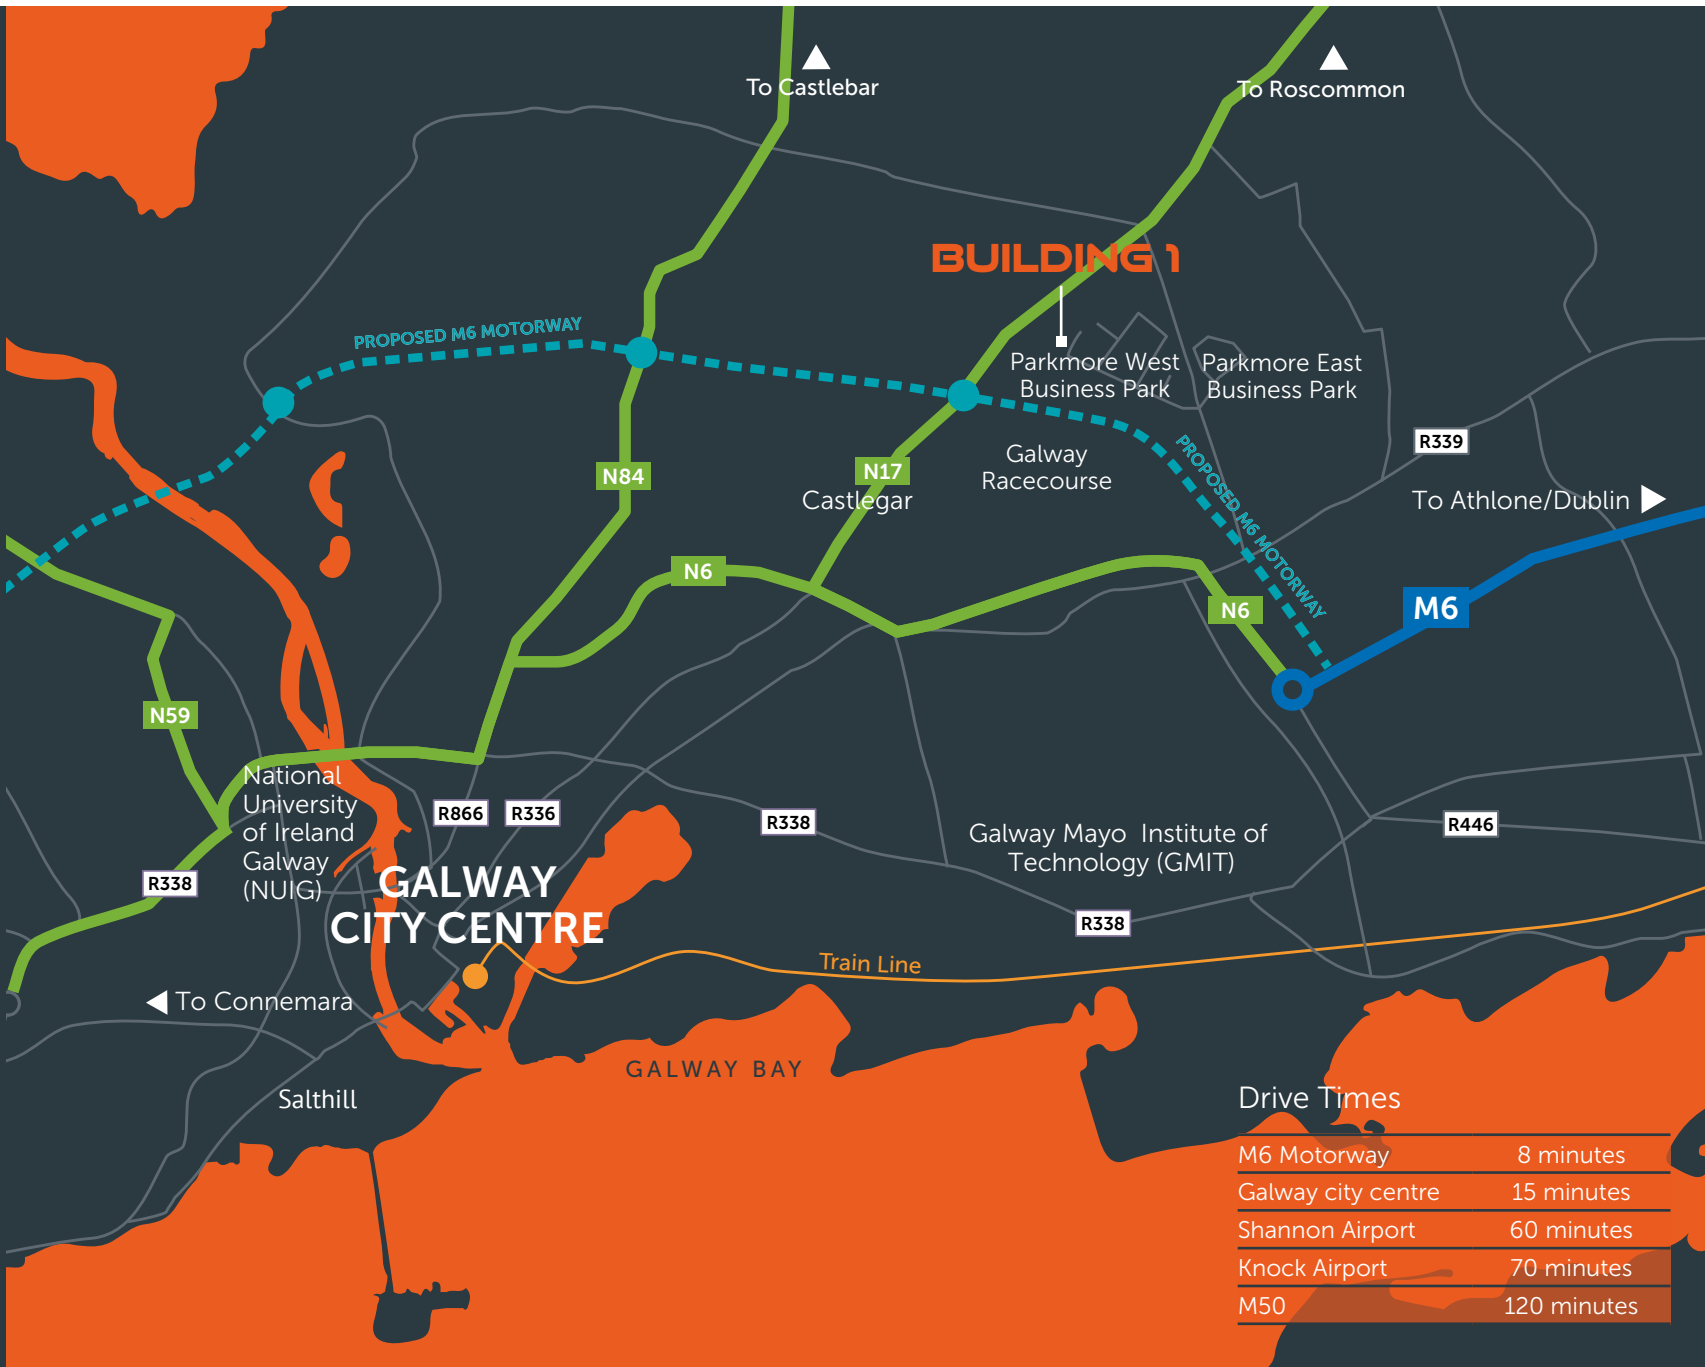 To Castlebar
To Roscommon
BUILDING 1
PROPOSED M6 MOTORWAY
Parkmore West
Business Park
Parkmore East
Business Park
PROPOSED M6 MOTORWAY
R339
Galway
Racecourse
N84
N17
Castlegar
To Athlone/Dublin
N6
N6
M6
N59
National
University
of Ireland
Galway
(NUIG)
R866
R336
R338
R446
Galway Mayo  Institute of
Technology (GMIT)
R338
GALWAY
CITY CENTRE
R338
Train Line
To Connemara
GALWAY BAY
Salthill
Drive Times
M6 Motorway 8 minutes
Galway city centre 15 minutes
Shannon Airport 60 minutes
Knock Airport 70 minutes
M50 120 minutes